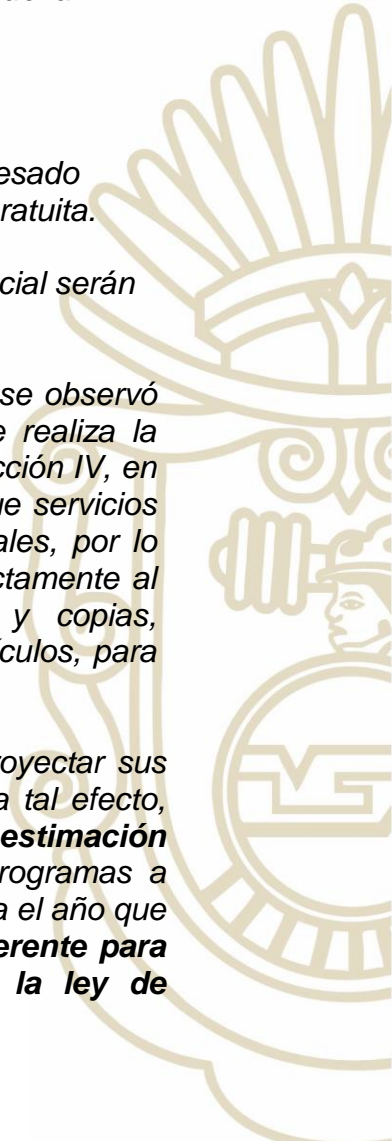 esado
ratuita.
cial serán
se observó
e realiza la
cción IV, en
ue servicios
ales, por lo
ctamente al
y copias,
ículos, para
royectar sus
a tal efecto,
estimación
rogramas a
a el año que
erente para
la ley de